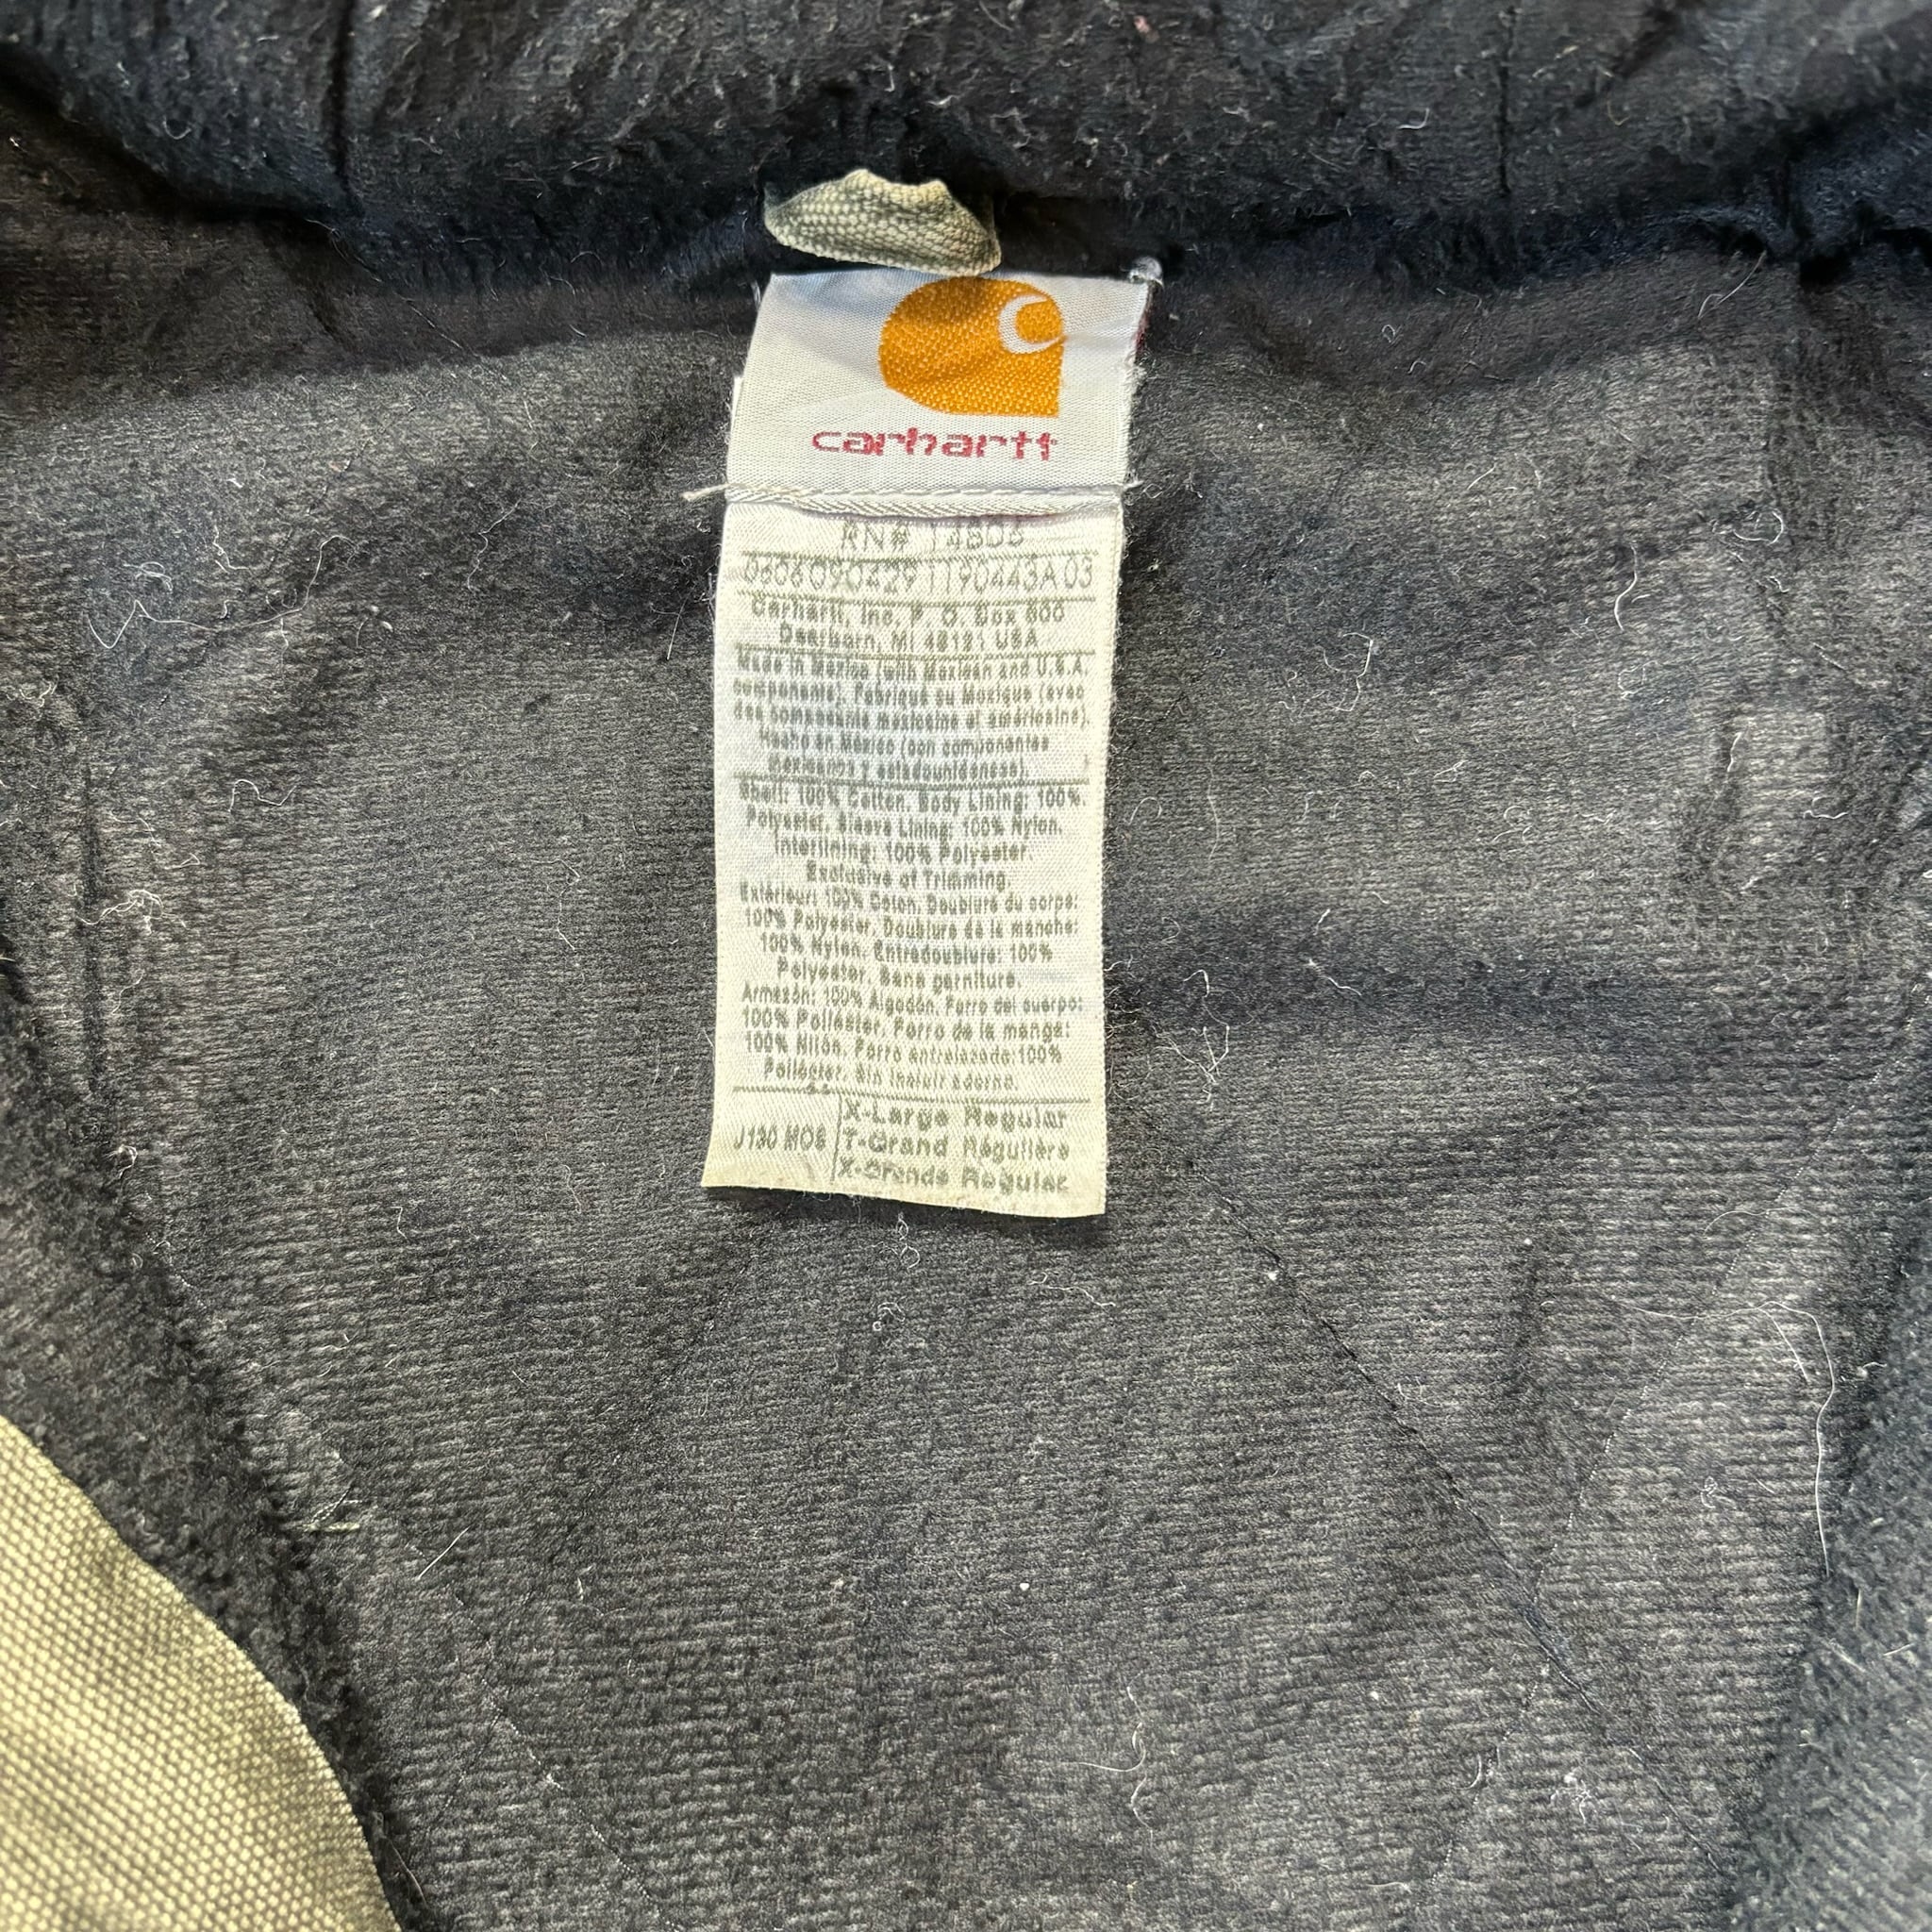 carhartt
RN# 14806
0606090429 1190443A 03
Carhartt, Inc. P. O. Box 600
Dearborn, MI 48121 USA
Made in Mexico (with Mexican and U.S.A.
components). Fabriqué au Mexique (avec
des composants mexicains et américains).
Hecho en México (con componentes
mexicanos y estadounidenses).
Shell: 100% Cotton. Body Lining: 100%
Polyester. Sleeve Lining: 100% Nylon.
Interlining: 100% Polyester.
Exclusive of Trimming.
Extérieur: 100% Coton. Doublure du corps:
100% Polyester. Doublure de la manche:
100% Nylon. Entredoublure: 100%
Polyester. Sans garniture.
Armazón: 100% Algodón. Forro del cuerpo:
100% Poliéster. Forro de la manga:
100% Nilón. Forro entrelazado: 100%
Poliéster. Sin incluir adorno.
J130 MOS
X-Large Regular
T-Grand Régulière
X-Grande Regular